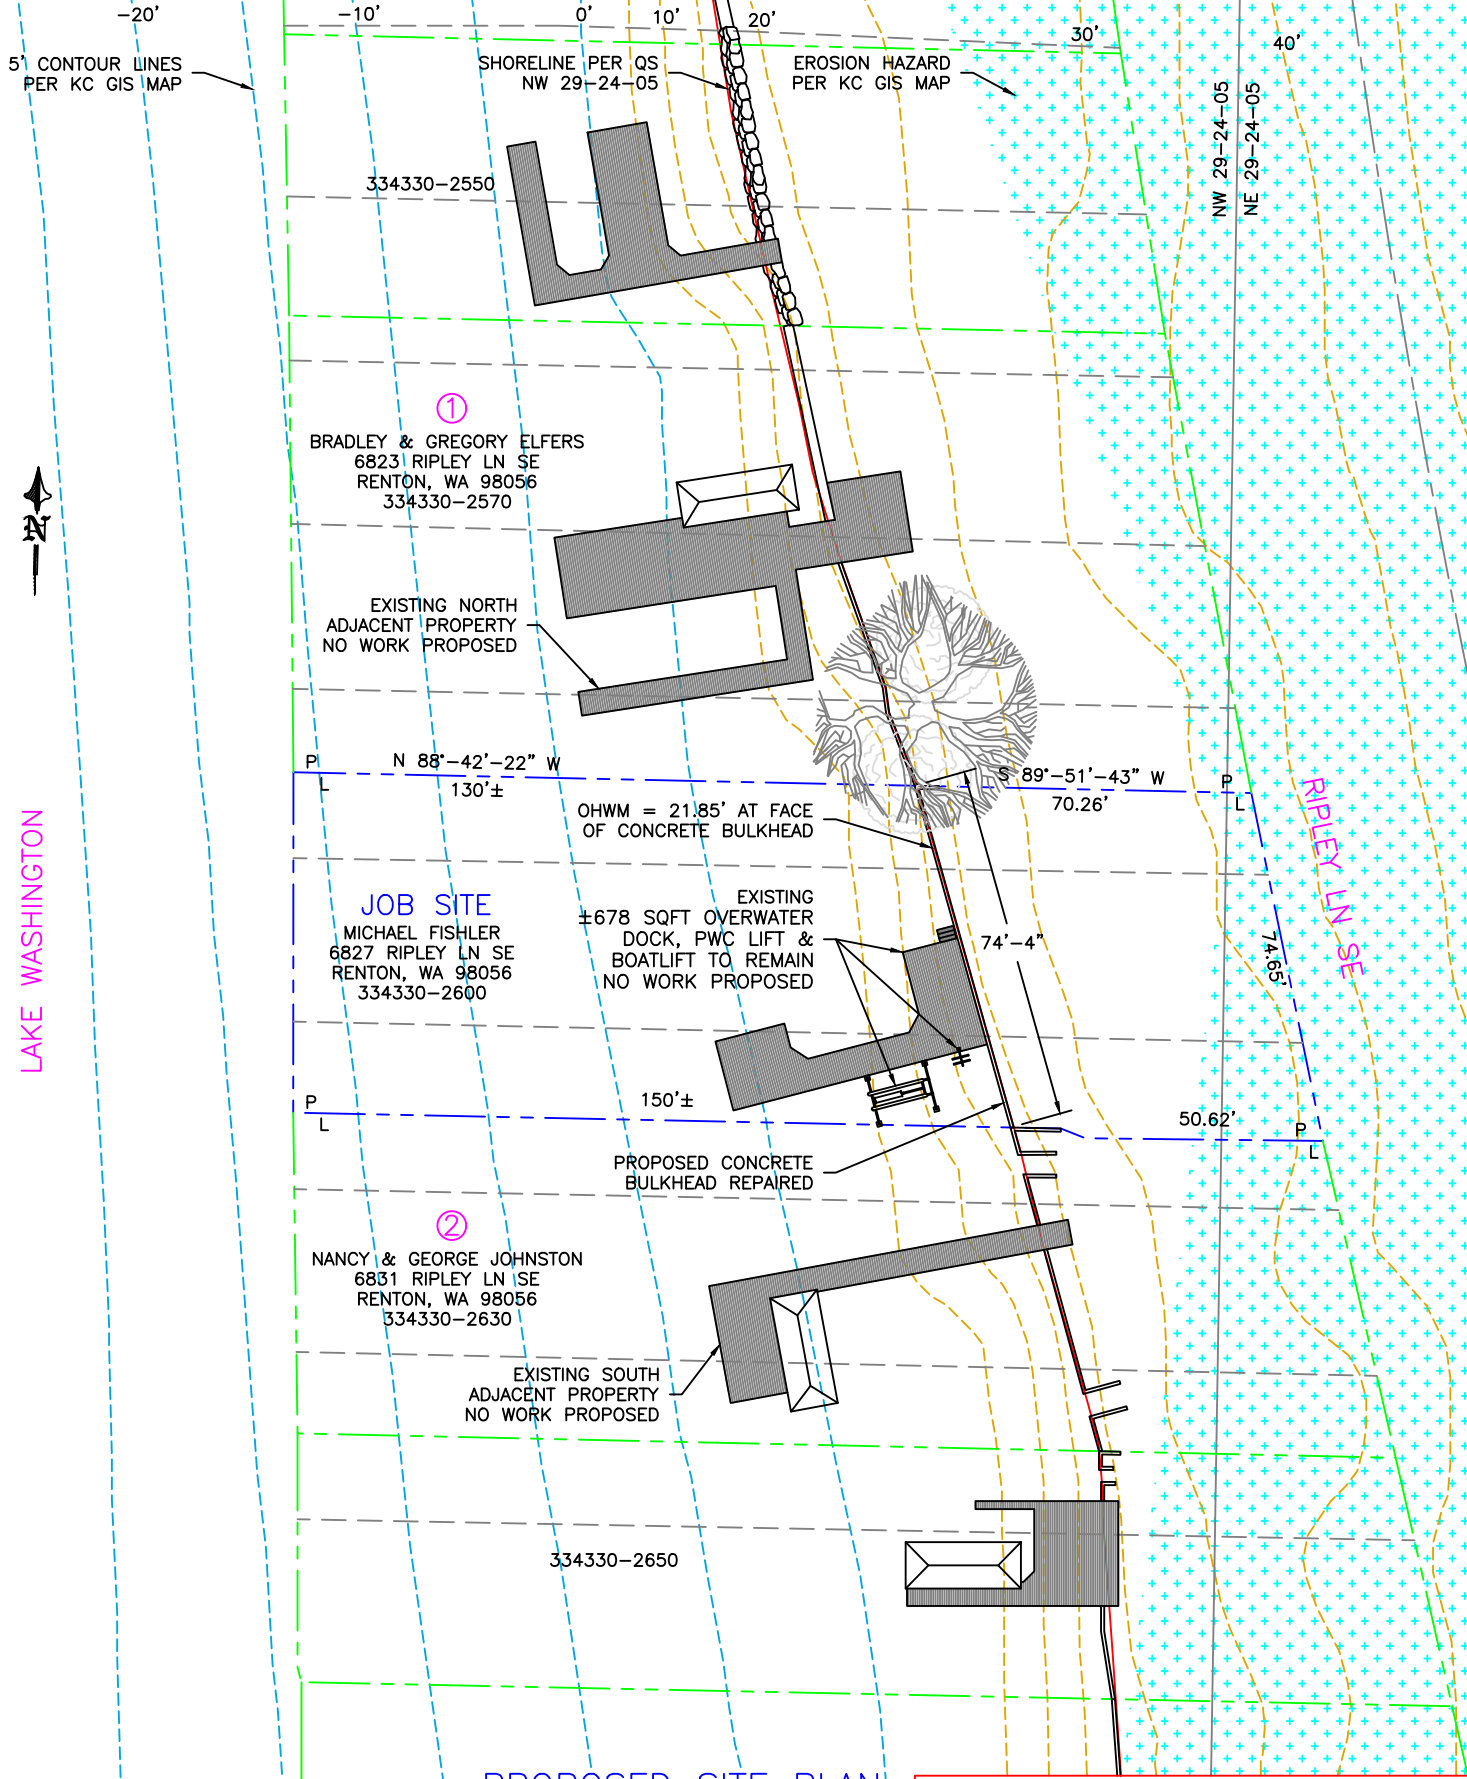 -20'
-10'
0'
10'
20'
30'
40'
5' CONTOUR LINES
PER KC GIS MAP
SHORELINE PER QS
NW 29-24-05
EROSION HAZARD
PER KC GIS MAP
NW 29-24-05
NE 29-24-05
334330-2550
1
BRADLEY & GREGORY ELFERS
6823 RIPLEY LN SE
RENTON, WA 98056
334330-2570
N
EXISTING NORTH
ADJACENT PROPERTY
NO WORK PROPOSED
P
L
N 88°-42'-22" W
130'±
S 89°-51'-43" W
70.26'
P
L
RIPLEY LN SE
OHWM = 21.85' AT FACE
OF CONCRETE BULKHEAD
LAKE WASHINGTON
JOB SITE
MICHAEL FISHLER
6827 RIPLEY LN SE
RENTON, WA 98056
334330-2600
EXISTING
±678 SQFT OVERWATER
DOCK, PWC LIFT &
BOATLIFT TO REMAIN
NO WORK PROPOSED
74'-4"
74.65'
P
L
150'±
50.62'
P
L
PROPOSED CONCRETE
BULKHEAD REPAIRED
2
NANCY & GEORGE JOHNSTON
6831 RIPLEY LN SE
RENTON, WA 98056
334330-2630
EXISTING SOUTH
ADJACENT PROPERTY
NO WORK PROPOSED
334330-2650
PROPOSED SITE PLAN